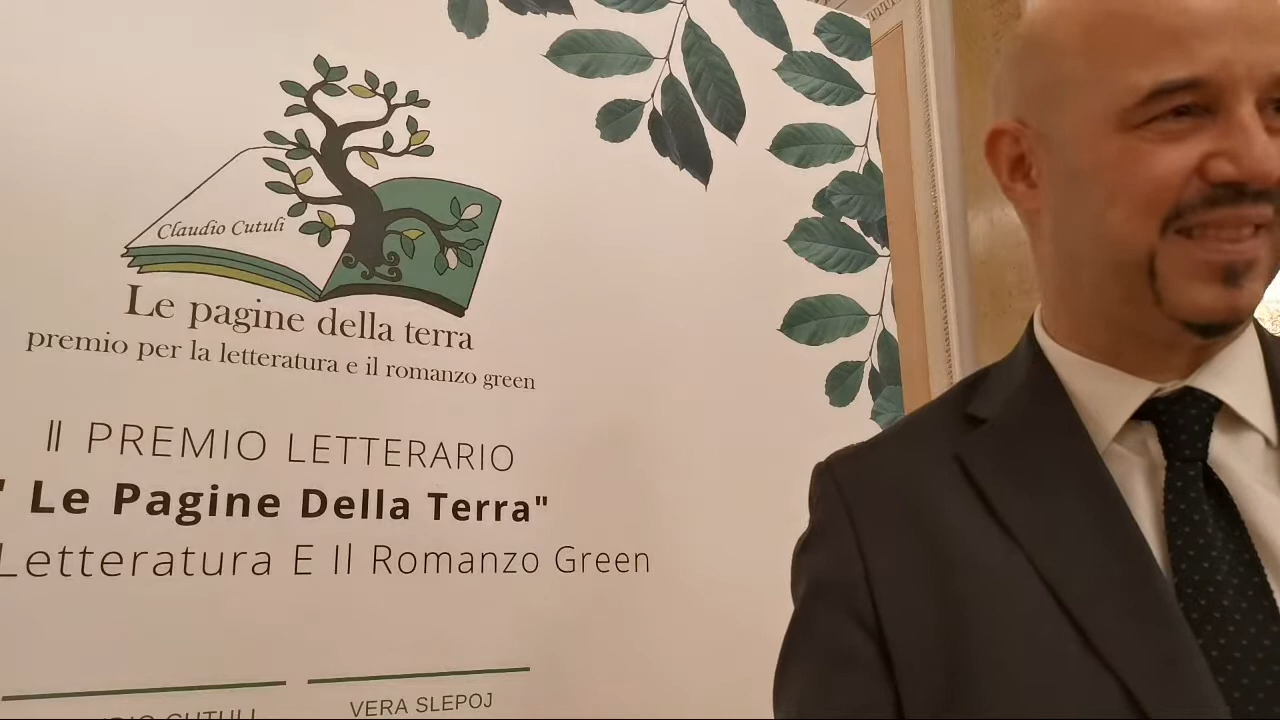 Claudio Cutuli
Le pagine della terra
premio per la letteratura e il romanzo green
II PREMIO LETTERARIO
" Le Pagine Della Terra"
Letteratura E Il Romanzo Green
CUTULI
VERA SLEPOJ